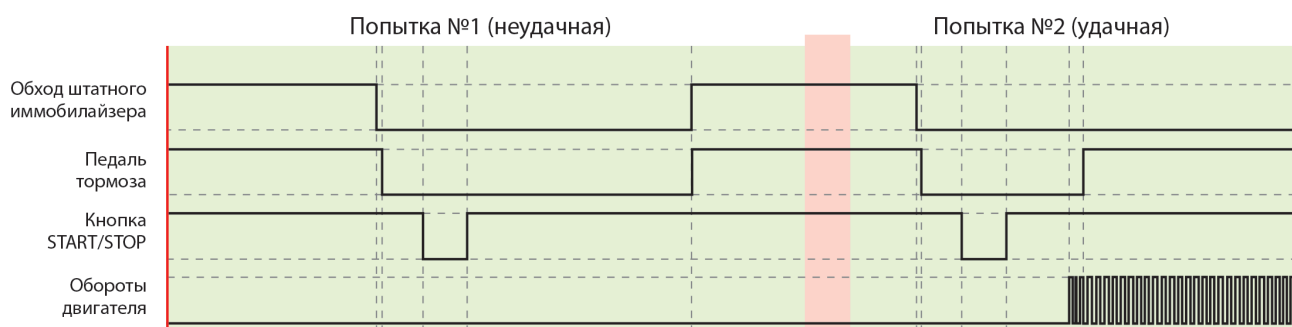 Попытка №1 (неудачная)
Попытка №2 (удачная)
Обход штатного
иммобилайзера
Педаль
тормоза
Кнопка
START/STOP
Обороты
двигателя